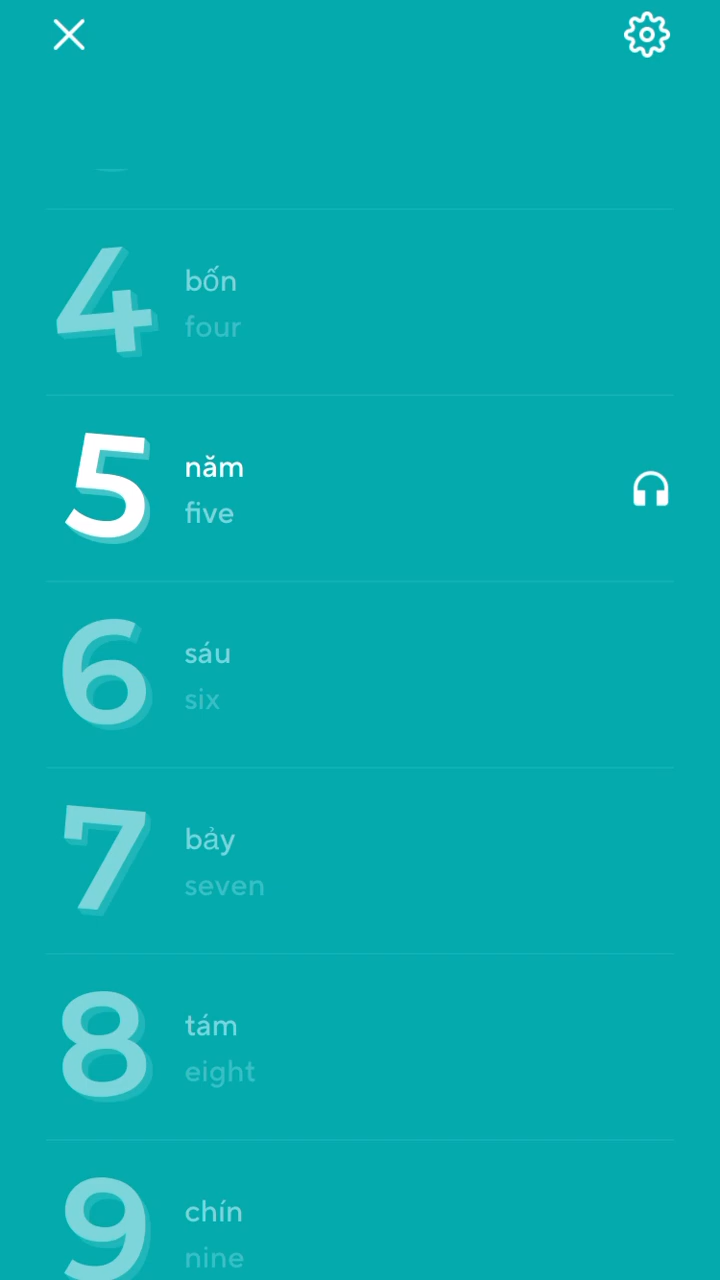 4
bốn
four
5
năm
five
6
sáu
six
7
bảy
seven
8
tám
eight
9
chín
nine